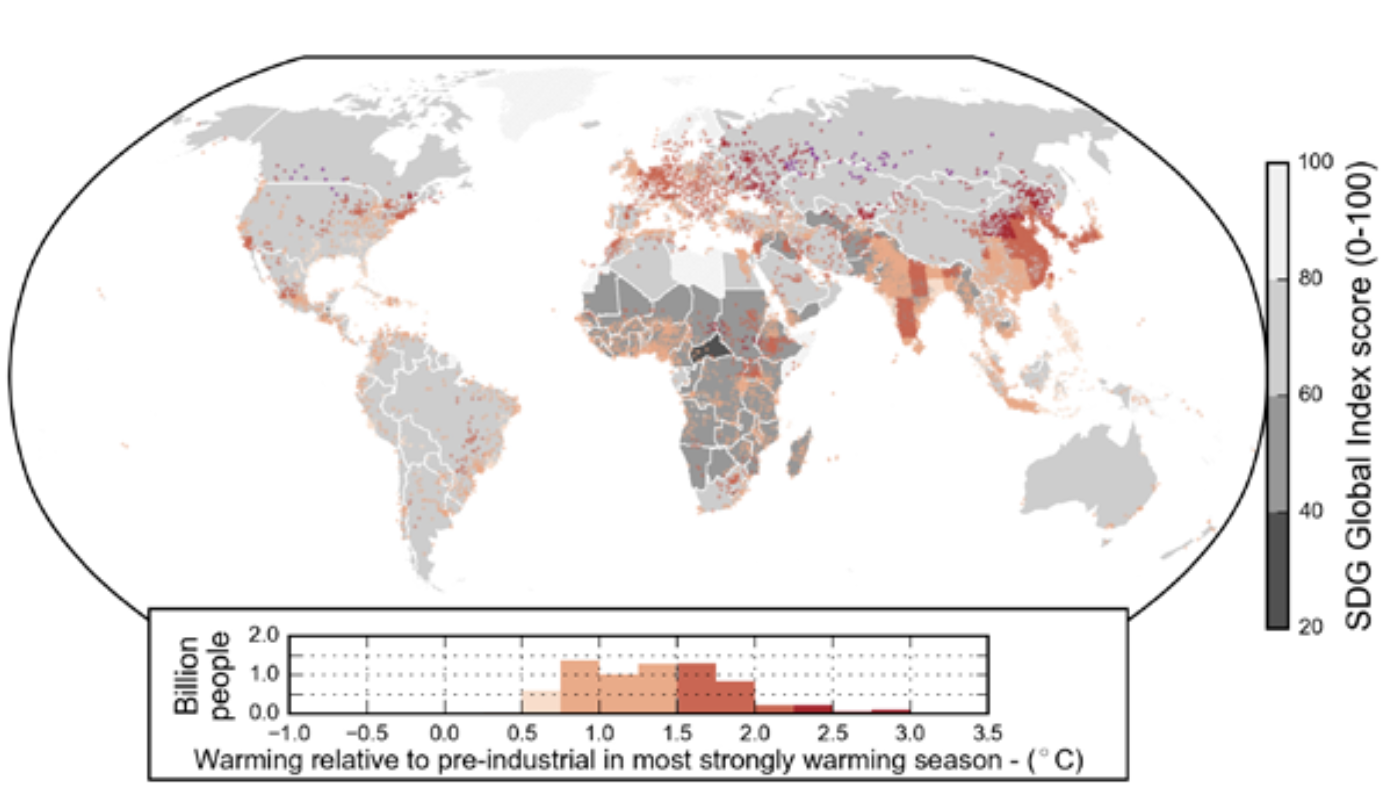 100
80
60
40
20
SDG Global Index score (0-100)
Billion
people
2.0
1.0
0.0
−1.0 −0.5 0.0 0.5 1.0 1.5 2.0 2.5 3.0 3.5
Warming relative to pre-industrial in most strongly warming season - (°C)